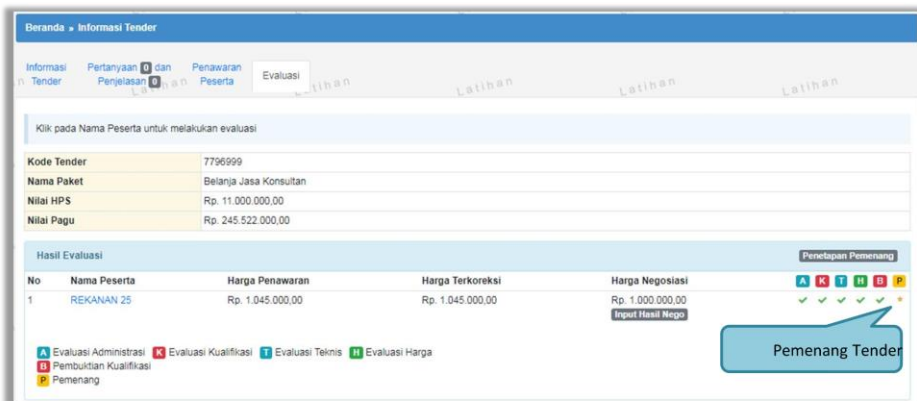 Beranda » Informasi Tender
Informasi Tender
Pertanyaan 0 dan Penjelasan 0
Penawaran Peserta
Evaluasi
Latihan
Latihan
Latihan
Latihan
Latihan
Klik pada Nama Peserta untuk melakukan evaluasi
Kode Tender 7796999
Nama Paket Belanja Jasa Konsultan
Nilai HPS Rp. 11.000.000,00
Nilai Pagu Rp. 245.522.000,00
Hasil Evaluasi Penetapan Pemenang
No Nama Peserta Harga Penawaran Harga Terkoreksi Harga Negosiasi A K T H B P
1 REKANAN 25 Rp. 1.045.000,00 Rp. 1.045.000,00 Rp. 1.000.000,00
Input Hasil Nego
Pemenang Tender
A Evaluasi Administrasi K Evaluasi Kualifikasi T Evaluasi Teknis H Evaluasi Harga
B Pembuktian Kualifikasi
P Pemenang